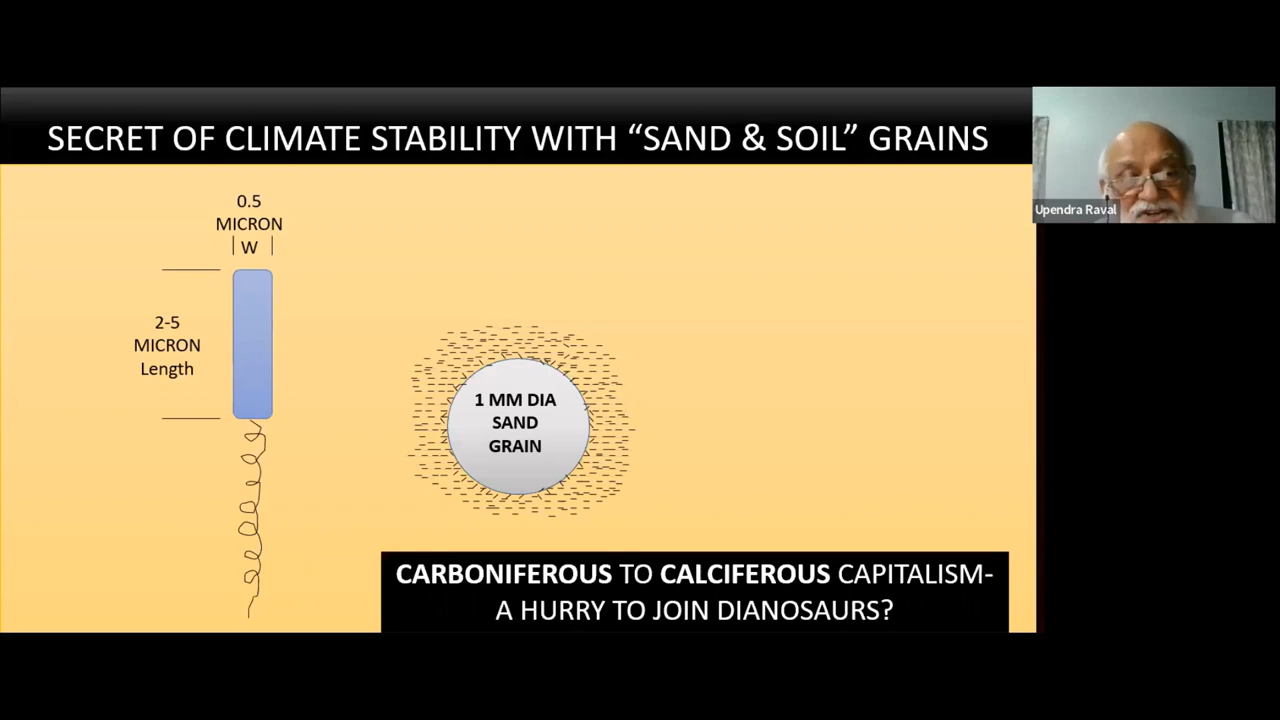 SECRET OF CLIMATE STABILITY WITH “SAND & SOIL” GRAINS
Upendra Raval
0.5
MICRON
W
2-5
MICRON
Length
1 MM DIA
SAND
GRAIN
CARBONIFEROUS TO CALCIFEROUS CAPITALISM-
A HURRY TO JOIN DIANOSAURS?